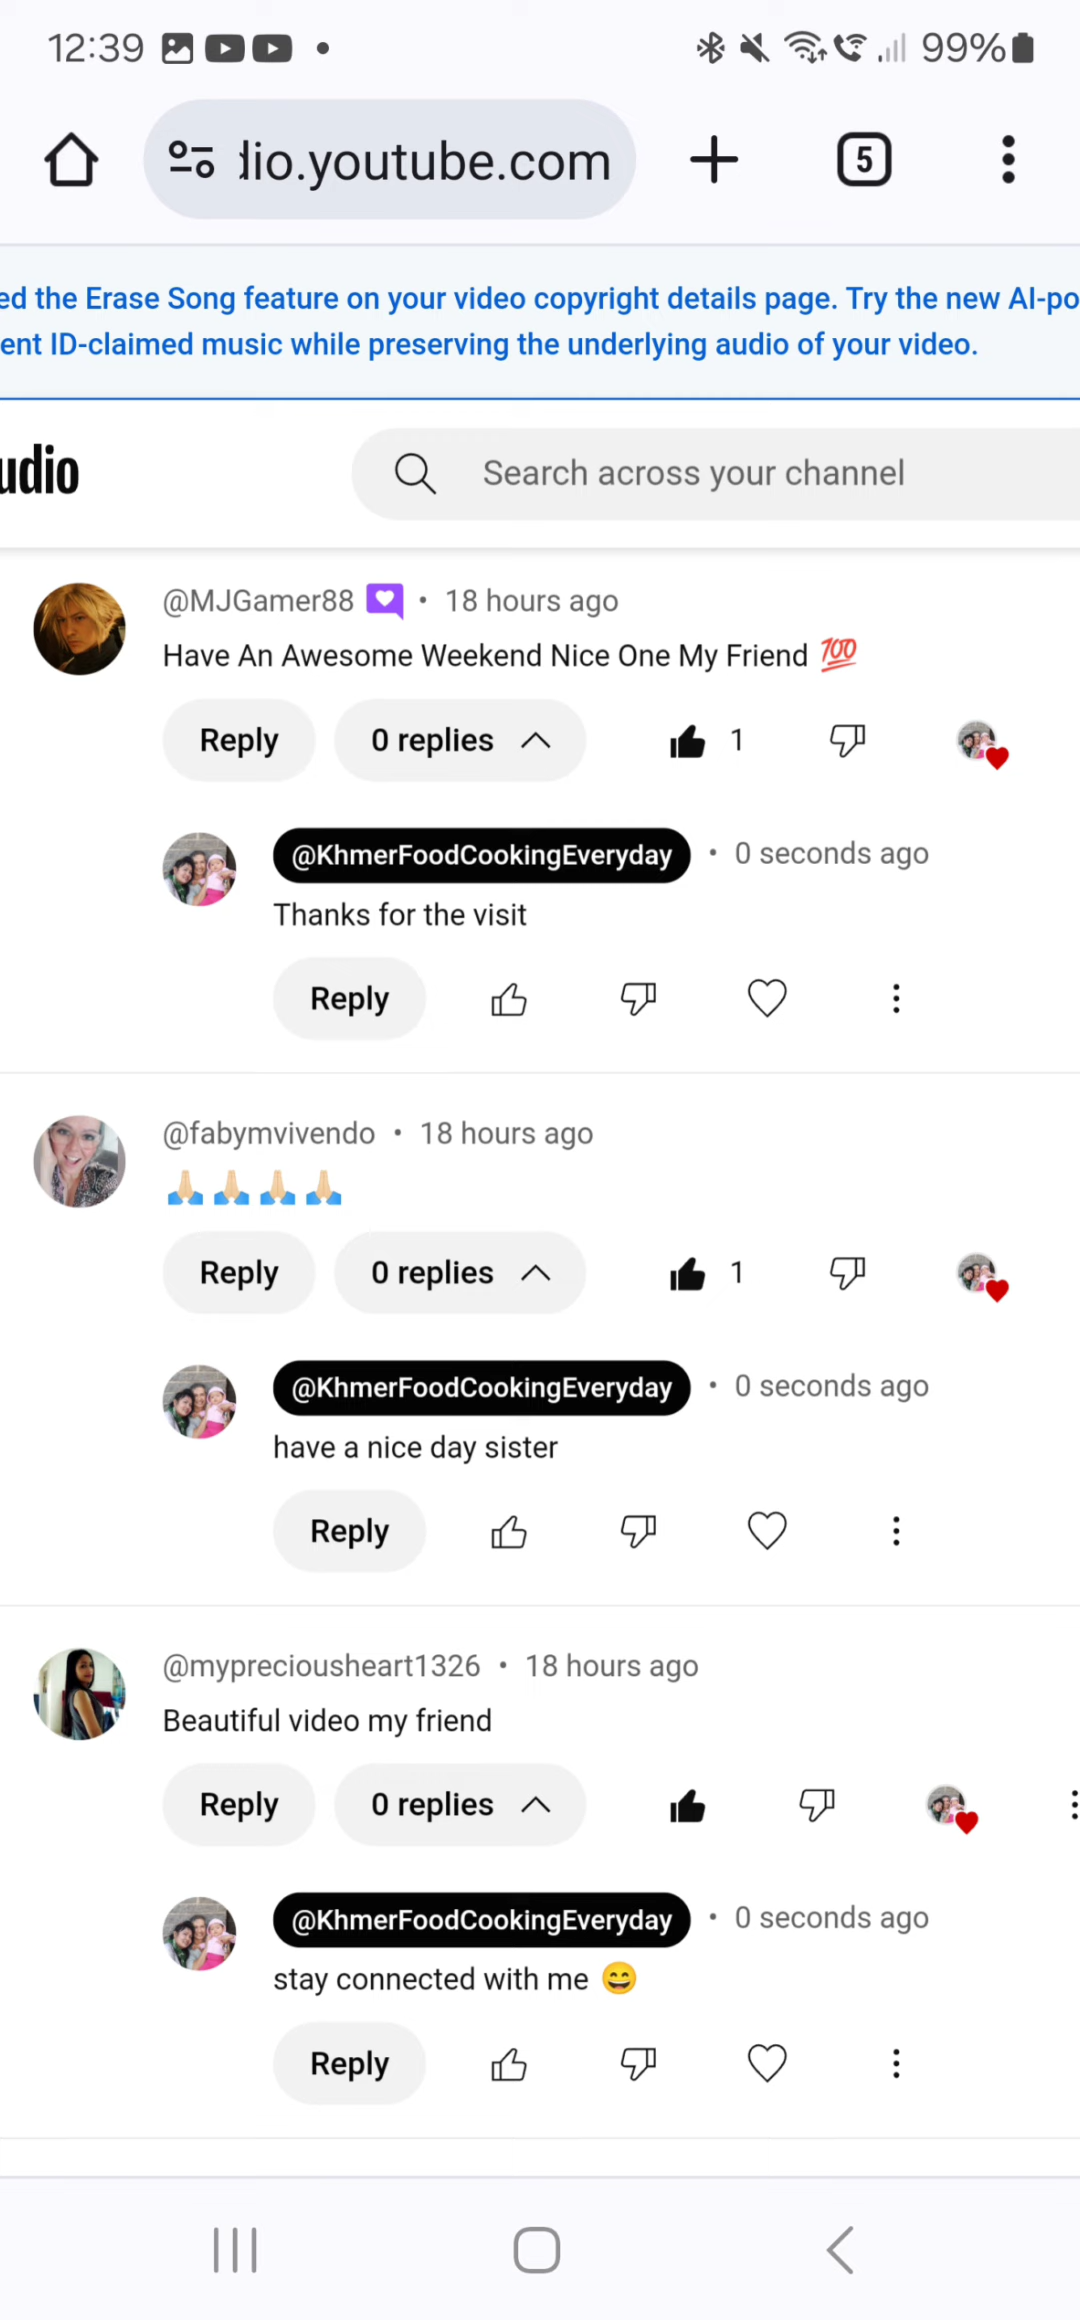 12:39
99%
dio.youtube.com
5
ed the Erase Song feature on your video copyright details page. Try the new AI-po
ent ID-claimed music while preserving the underlying audio of your video.
udio
Search across your channel
@MJGamer88 • 18 hours ago
Have An Awesome Weekend Nice One My Friend 💯
Reply 0 replies 1
@KhmerFoodCookingEveryday • 0 seconds ago
Thanks for the visit
Reply
@fabymvivendo • 18 hours ago
🙏🏼🙏🏼🙏🏼🙏🏼
Reply 0 replies 1
@KhmerFoodCookingEveryday • 0 seconds ago
have a nice day sister
Reply
@mypreciousheart1326 • 18 hours ago
Beautiful video my friend
Reply 0 replies
@KhmerFoodCookingEveryday • 0 seconds ago
stay connected with me 😄
Reply